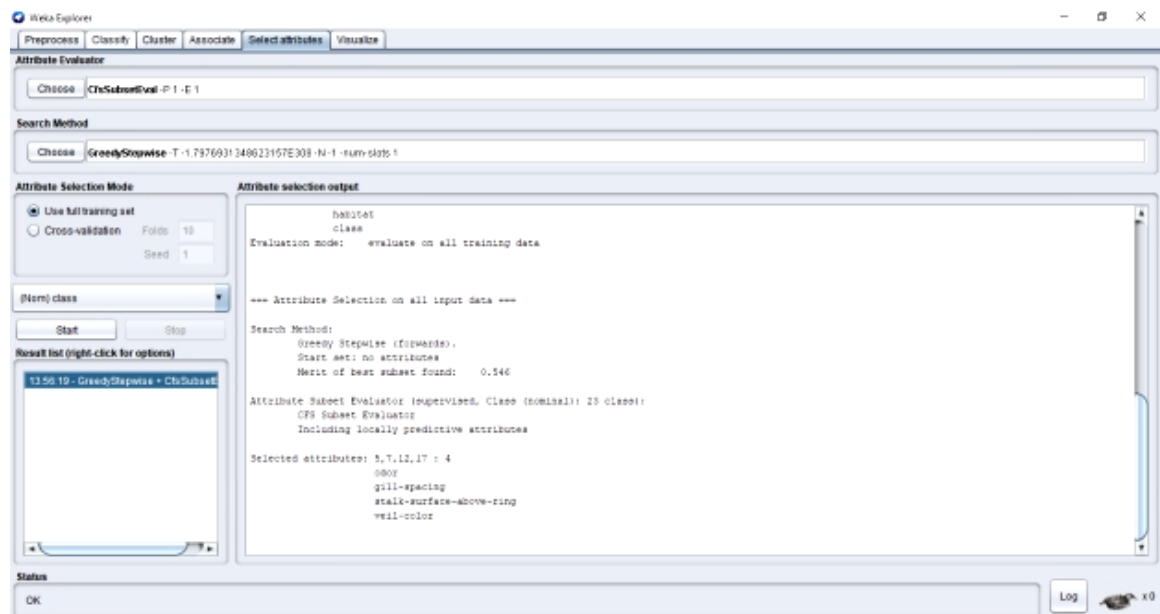 Weka Explorer
Preprocess Classify Cluster Associate Select attributes Visualize
Attribute Evaluator
Choose CfsSubsetEval -P 1 -E 1
Search Method
Choose GreedyStepwise -T -1.7976931348623157E308 -N -1 -num-slots 1
Attribute Selection Mode
Use full training set
Cross-validation Folds 10
Seed 1
(Nom) class
Start Stop
Result list (right-click for options)
13:56:19 - GreedyStepwise + CfsSubsetE
Attribute selection output
habitat
class
Evaluation mode: evaluate on all training data
=== Attribute Selection on all input data ===
Search Method:
Greedy Stepwise (forwards).
Start set: no attributes
Merit of best subset found: 0.546
Attribute Subset Evaluator (supervised, Class (nominal): 23 class):
CFS Subset Evaluator
Including locally predictive attributes
Selected attributes: 5,7,12,17 : 4
odor
gill-spacing
stalk-surface-above-ring
veil-color
Status
OK
Log x 0